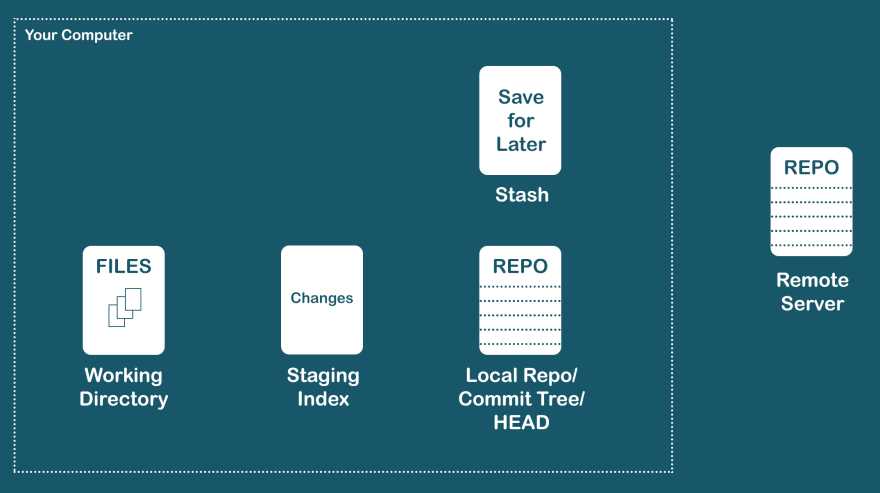 Your Computer
Save
for
Later
Stash
REPO
Remote
Server
FILES
Working
Directory
Changes
Staging
Index
REPO
Local Repo/
Commit Tree/
HEAD